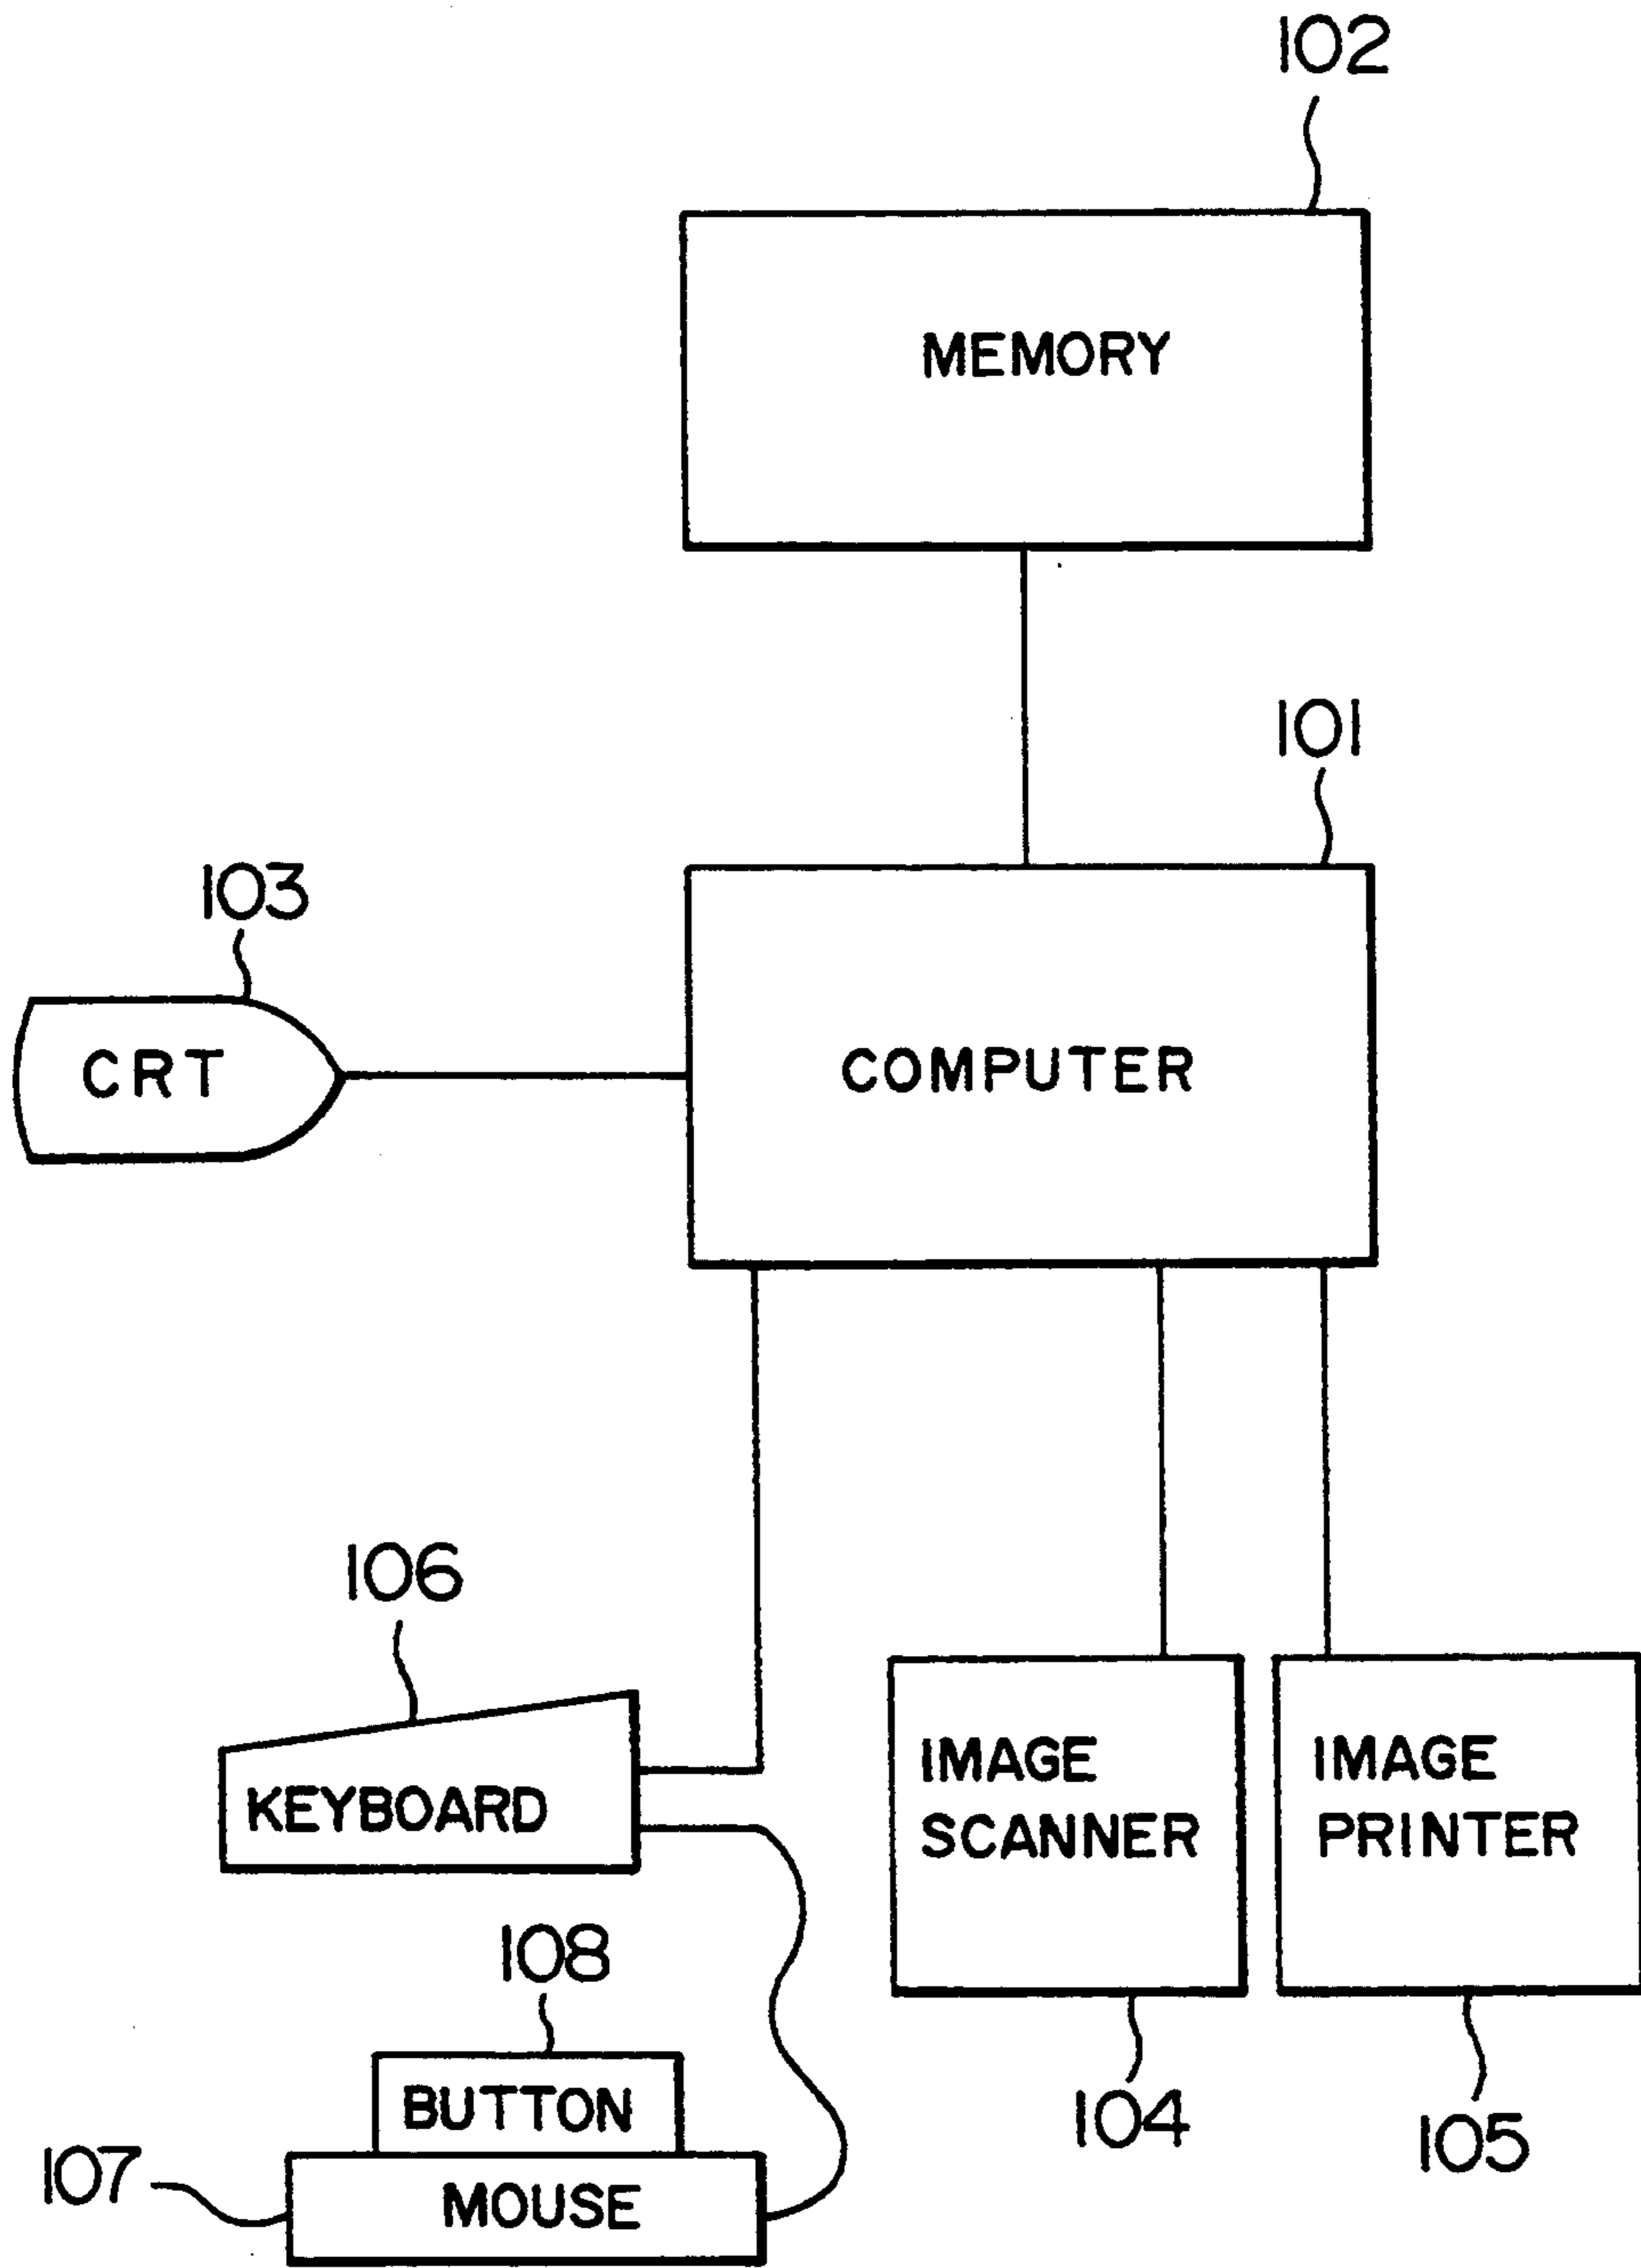 102
MEMORY
101
103
CRT
COMPUTER
106
KEYBOARD
IMAGE
SCANNER
IMAGE
PRINTER
108
BUTTON
104
105
107
MOUSE